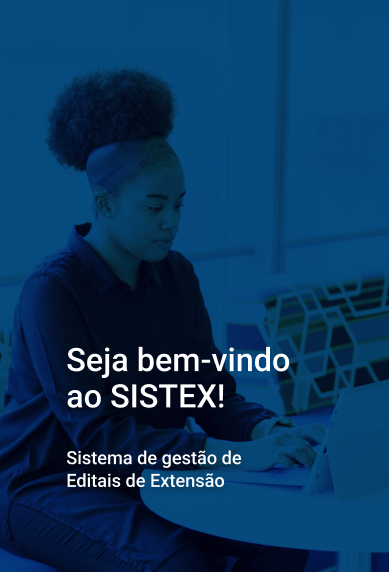 Seja bem-vindo
ao SISTEX!
Sistema de gestão de
Editais de Extensão